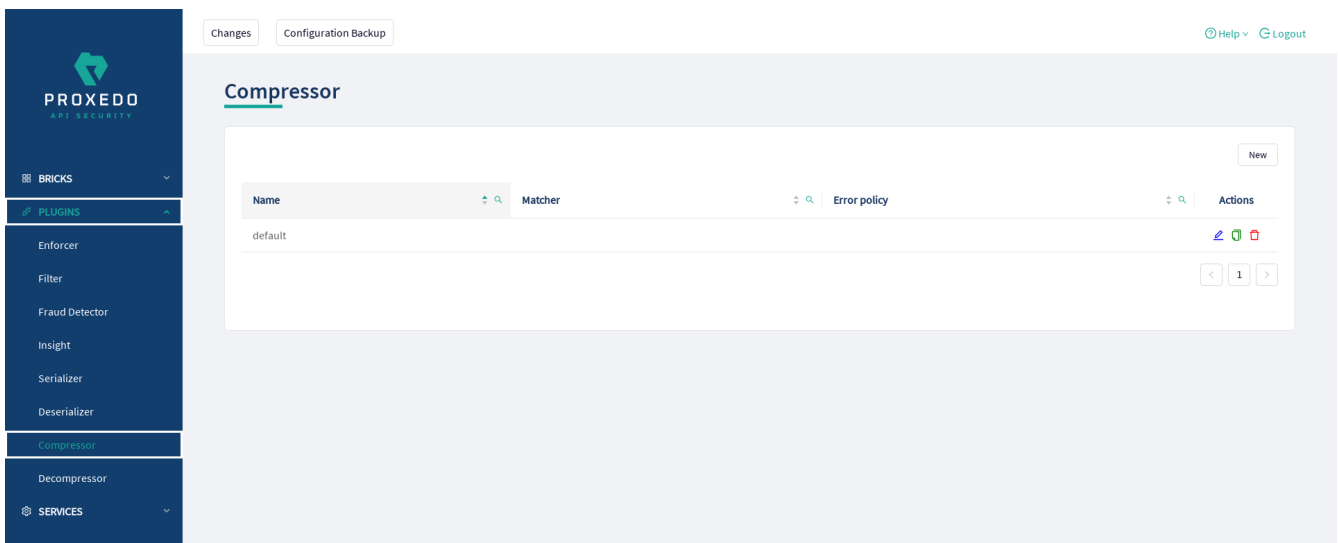 Changes
Configuration Backup
Help
Logout
PROXEDO
API SECURITY
BRICKS
PLUGINS
Enforcer
Filter
Fraud Detector
Insight
Serializer
Deserializer
Compressor
Decompressor
SERVICES
Compressor
New
Name Matcher Error policy Actions
default
< 1 >